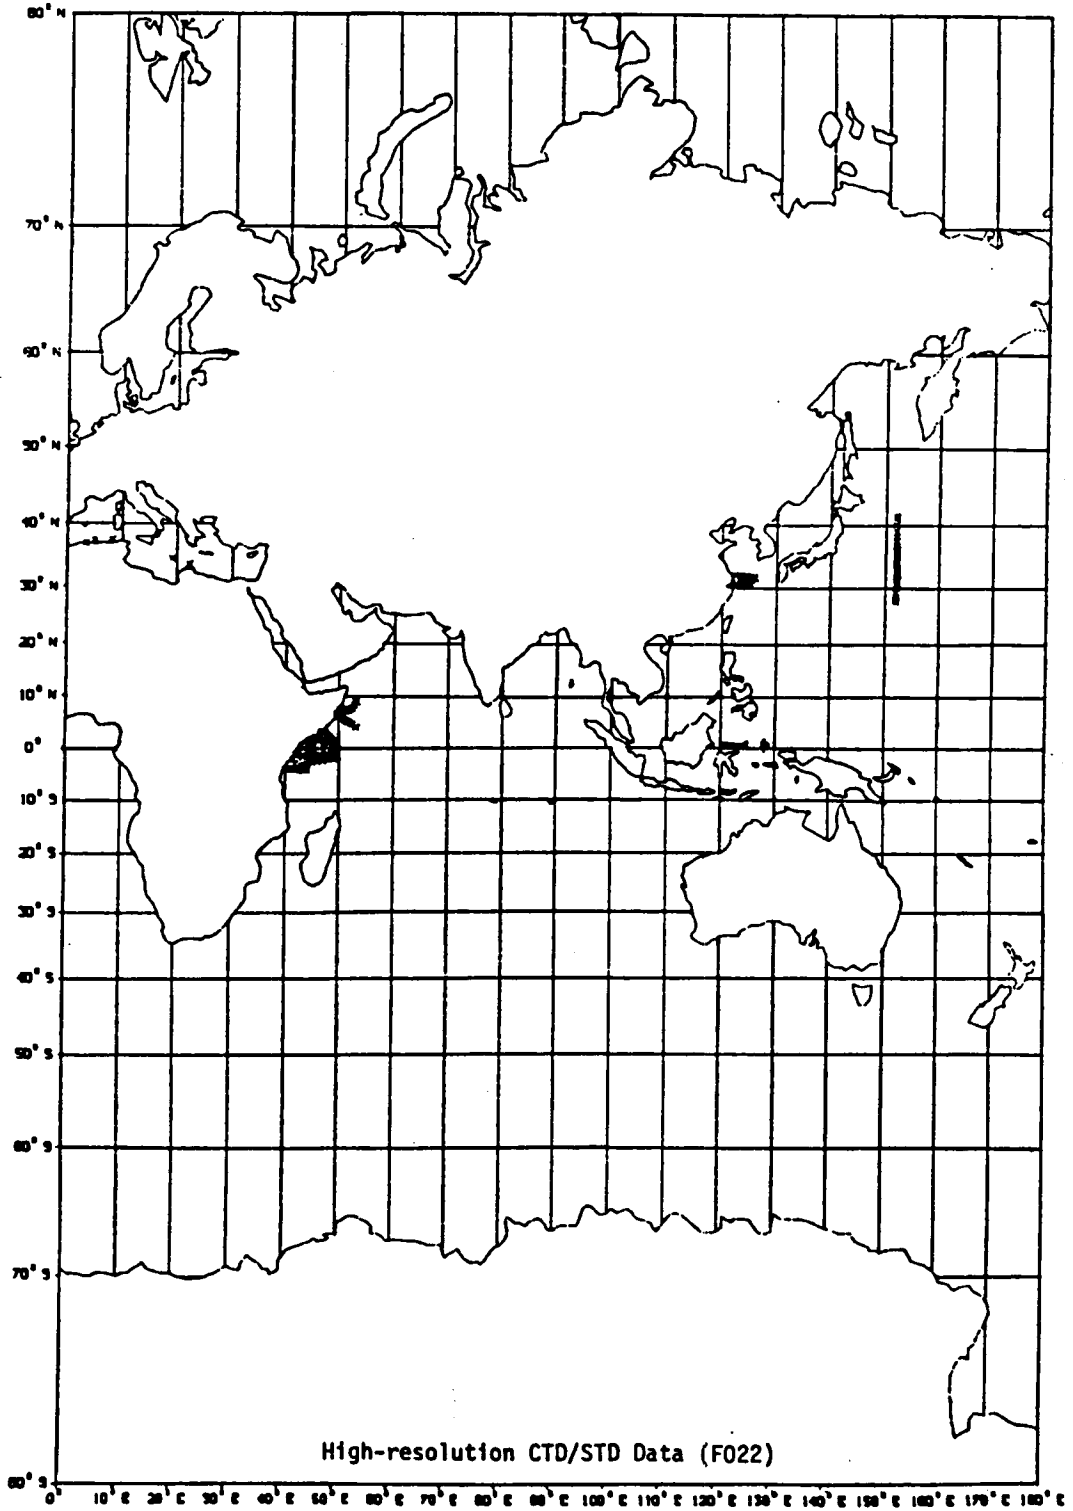 80° N
70° N
60° N
50° N
40° N
30° N
20° N
10° N
0°
10° S
20° S
30° S
40° S
50° S
60° S
70° S
High-resolution CTD/STD Data (F022)
80° S
0° 10° E 20° E 30° E 40° E 50° E 60° E 70° E 80° E 90° E 100° E 110° E 120° E 130° E 140° E 150° E 160° E 170° E 180° E